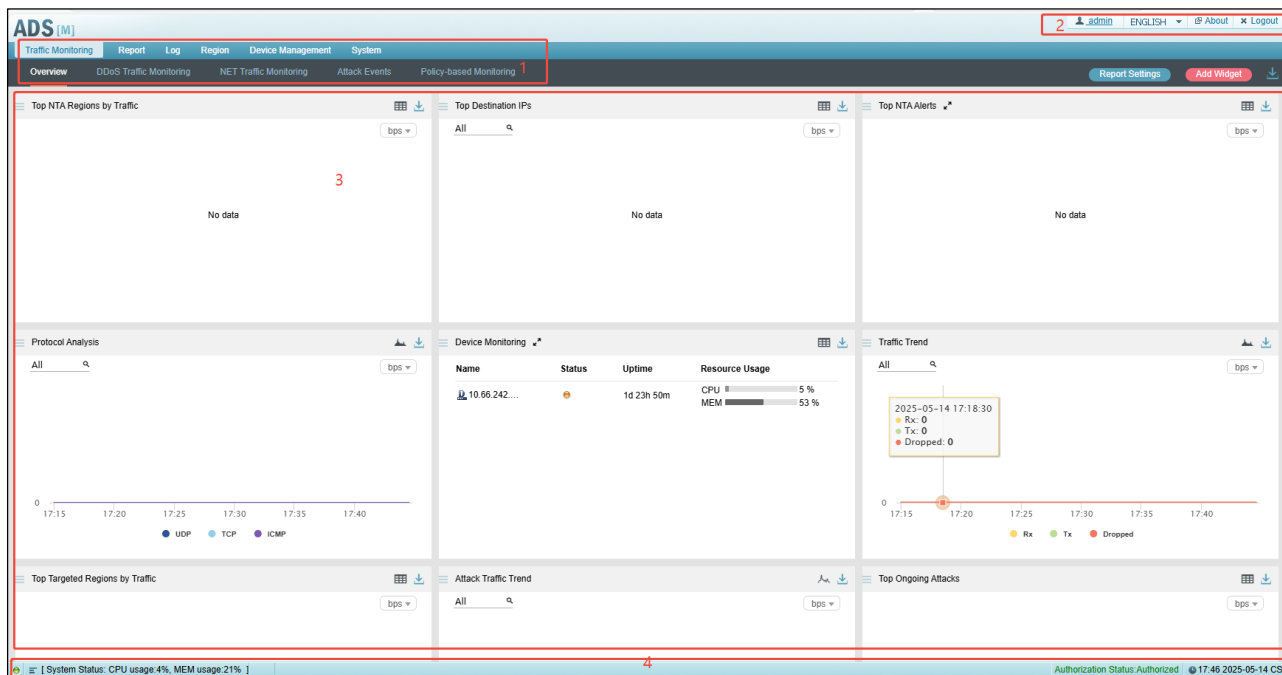 ADS [M]
2 admin ENGLISH About Logout
Traffic Monitoring Report Log Region Device Management System
Overview DDoS Traffic Monitoring NET Traffic Monitoring Attack Events Policy-based Monitoring 1 Report Settings Add Widget
Top NTA Regions by Traffic
bps
3
No data
Top Destination IPs
All bps
No data
Top NTA Alerts
bps
No data
Protocol Analysis
All bps
0
17:15 17:20 17:25 17:30 17:35 17:40
UDP TCP ICMP
Device Monitoring
Name Status Uptime Resource Usage
10.66.242.... 1d 23h 50m CPU 5 %
MEM 53 %
Traffic Trend
All bps
2025-05-14 17:18:30
Rx: 0
Tx: 0
Dropped: 0
0
17:15 17:20 17:25 17:30 17:35 17:40
Rx Tx Dropped
Top Targeted Regions by Traffic
bps
Attack Traffic Trend
All bps
Top Ongoing Attacks
bps
4
[ System Status: CPU usage:4%, MEM usage:21% ] Authorization Status:Authorized 17:46 2025-05-14 CS